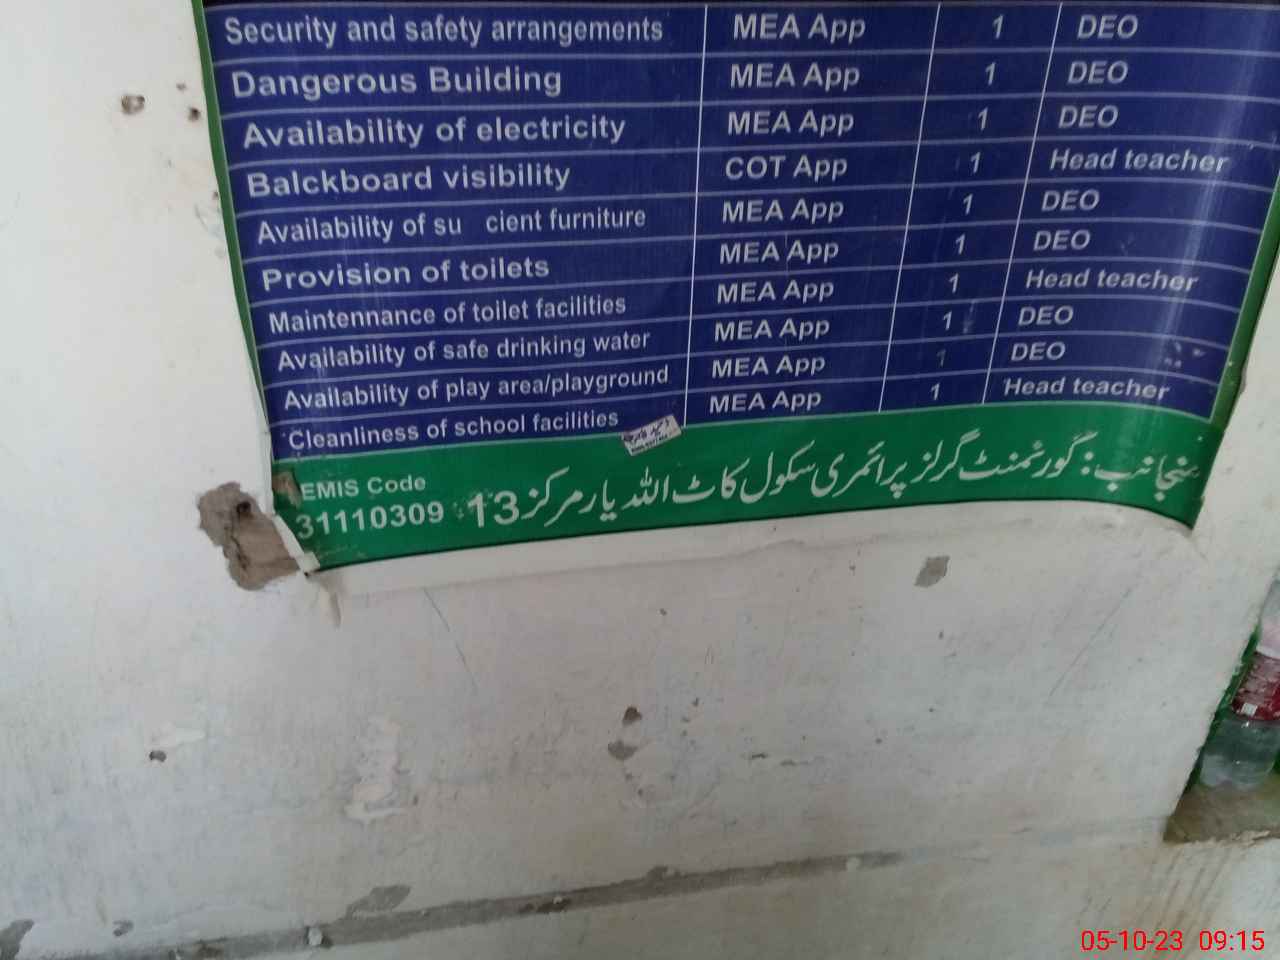 Security and safety arrangements MEA App 1 DEO
Dangerous Building MEA App 1 DEO
Availability of electricity MEA App 1 DEO
Balckboard visibility COT App 1 Head teacher
Availability of su cient furniture MEA App 1 DEO
Provision of toilets MEA App 1 DEO
Maintennance of toilet facilities MEA App 1 Head teacher
Availability of safe drinking water MEA App 1 DEO
Availability of play area/playground MEA App 1 DEO
Cleanliness of school facilities MEA App 1 Head teacher
منجانب: گورنمنٹ گرلز پرائمری سکول کاٹ اللہ یار مرکز 13
EMIS Code
31110309
05-10-23 09:15